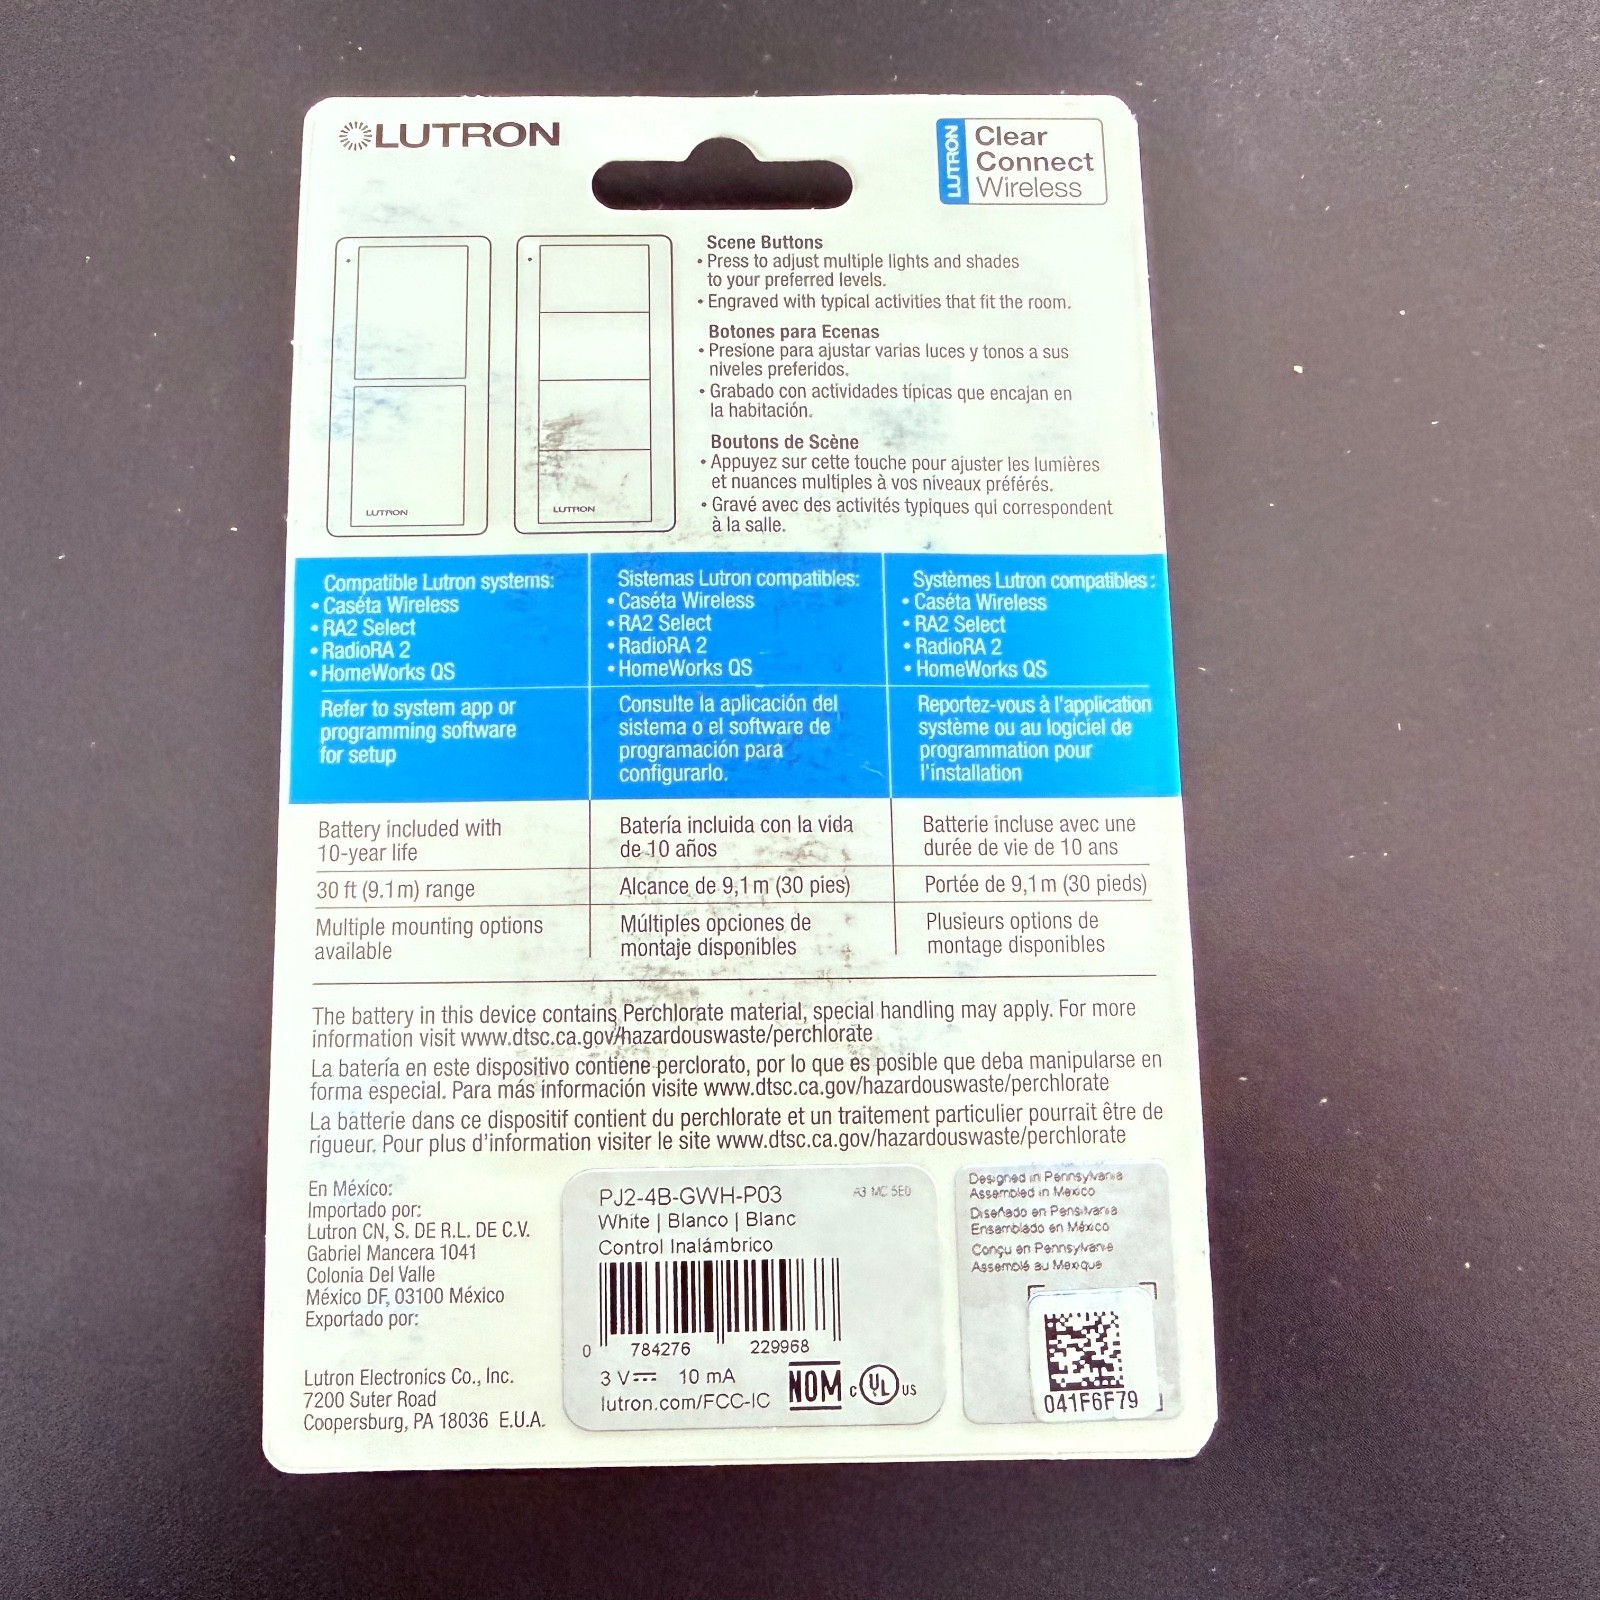 LUTRON
LUTRON
Clear
Connect
Wireless
LUTRON
LUTRON
Scene Buttons
• Press to adjust multiple lights and shades
to your preferred levels.
• Engraved with typical activities that fit the room.
Botones para Ecenas
• Presione para ajustar varias luces y tonos a sus
niveles preferidos.
• Grabado con actividades típicas que encajan en
la habitación.
Boutons de Scène
• Appuyez sur cette touche pour ajuster les lumières
et nuances multiples à vos niveaux préférés.
• Gravé avec des activités typiques qui correspondent
à la salle.
Compatible Lutron systems:
• Caséta Wireless
• RA2 Select
• RadioRA 2
• HomeWorks QS
Refer to system app or
programming software
for setup
Battery included with
10-year life
30 ft (9.1 m) range
Multiple mounting options
available
Sistemas Lutron compatibles:
• Caséta Wireless
• RA2 Select
• RadioRA 2
• HomeWorks QS
Consulte la aplicación del
sistema o el software de
programación para
configurarlo.
Batería incluida con la vida
de 10 años
Alcance de 9,1 m (30 pies)
Múltiples opciones de
montaje disponibles
Systèmes Lutron compatibles :
• Caséta Wireless
• RA2 Select
• RadioRA 2
• HomeWorks QS
Reportez-vous à l'application
système ou au logiciel de
programmation pour
l'installation
Batterie incluse avec une
durée de vie de 10 ans
Portée de 9,1 m (30 pieds)
Plusieurs options de
montage disponibles
The battery in this device contains Perchlorate material, special handling may apply. For more
information visit www.dtsc.ca.gov/hazardouswaste/perchlorate
La batería en este dispositivo contiene perclorato, por lo que es posible que deba manipularse en
forma especial. Para más información visite www.dtsc.ca.gov/hazardouswaste/perchlorate
La batterie dans ce dispositif contient du perchlorate et un traitement particulier pourrait être de
rigueur. Pour plus d'information visiter le site www.dtsc.ca.gov/hazardouswaste/perchlorate
En México:
Importado por:
Lutron CN, S. DE R.L. DE C.V.
Gabriel Mancera 1041
Colonia Del Valle
México DF, 03100 México
Exportado por:
Lutron Electronics Co., Inc.
7200 Suter Road
Coopersburg, PA 18036 E.U.A.
PJ2-4B-GWH-P03
A3 MC 5E0
White | Blanco | Blanc
Control Inalámbrico
0 784276 229968
3 V 10 mA
lutron.com/FCC-IC
NOM
c UL US
Designed in Pennsylvania
Assembled in Mexico
Diseñado en Pensilvania
Ensamblado en México
Conçu en Pennsylvanie
Assemblé au Mexique
041F6F79